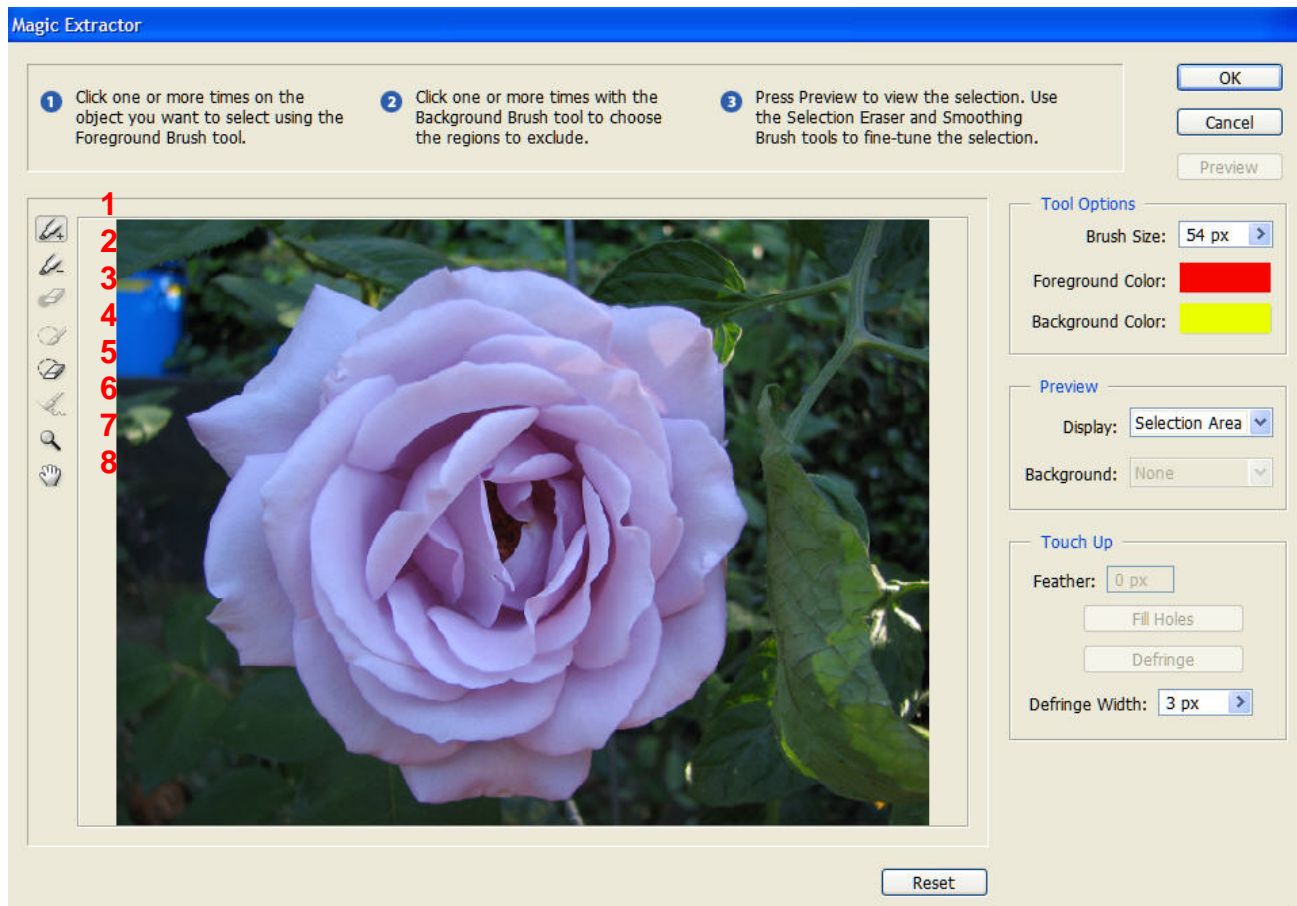 Magic Extractor
1 Click one or more times on the
object you want to select using the
Foreground Brush tool.
2 Click one or more times with the
Background Brush tool to choose
the regions to exclude.
3 Press Preview to view the selection. Use
the Selection Eraser and Smoothing
Brush tools to fine-tune the selection.
OK
Cancel
Preview
1
2
3
4
5
6
7
8
Tool Options
Brush Size: 54 px
Foreground Color:
Background Color:
Preview
Display: Selection Area
Background: None
Touch Up
Feather: 0 px
Fill Holes
Defringe
Defringe Width: 3 px
Reset